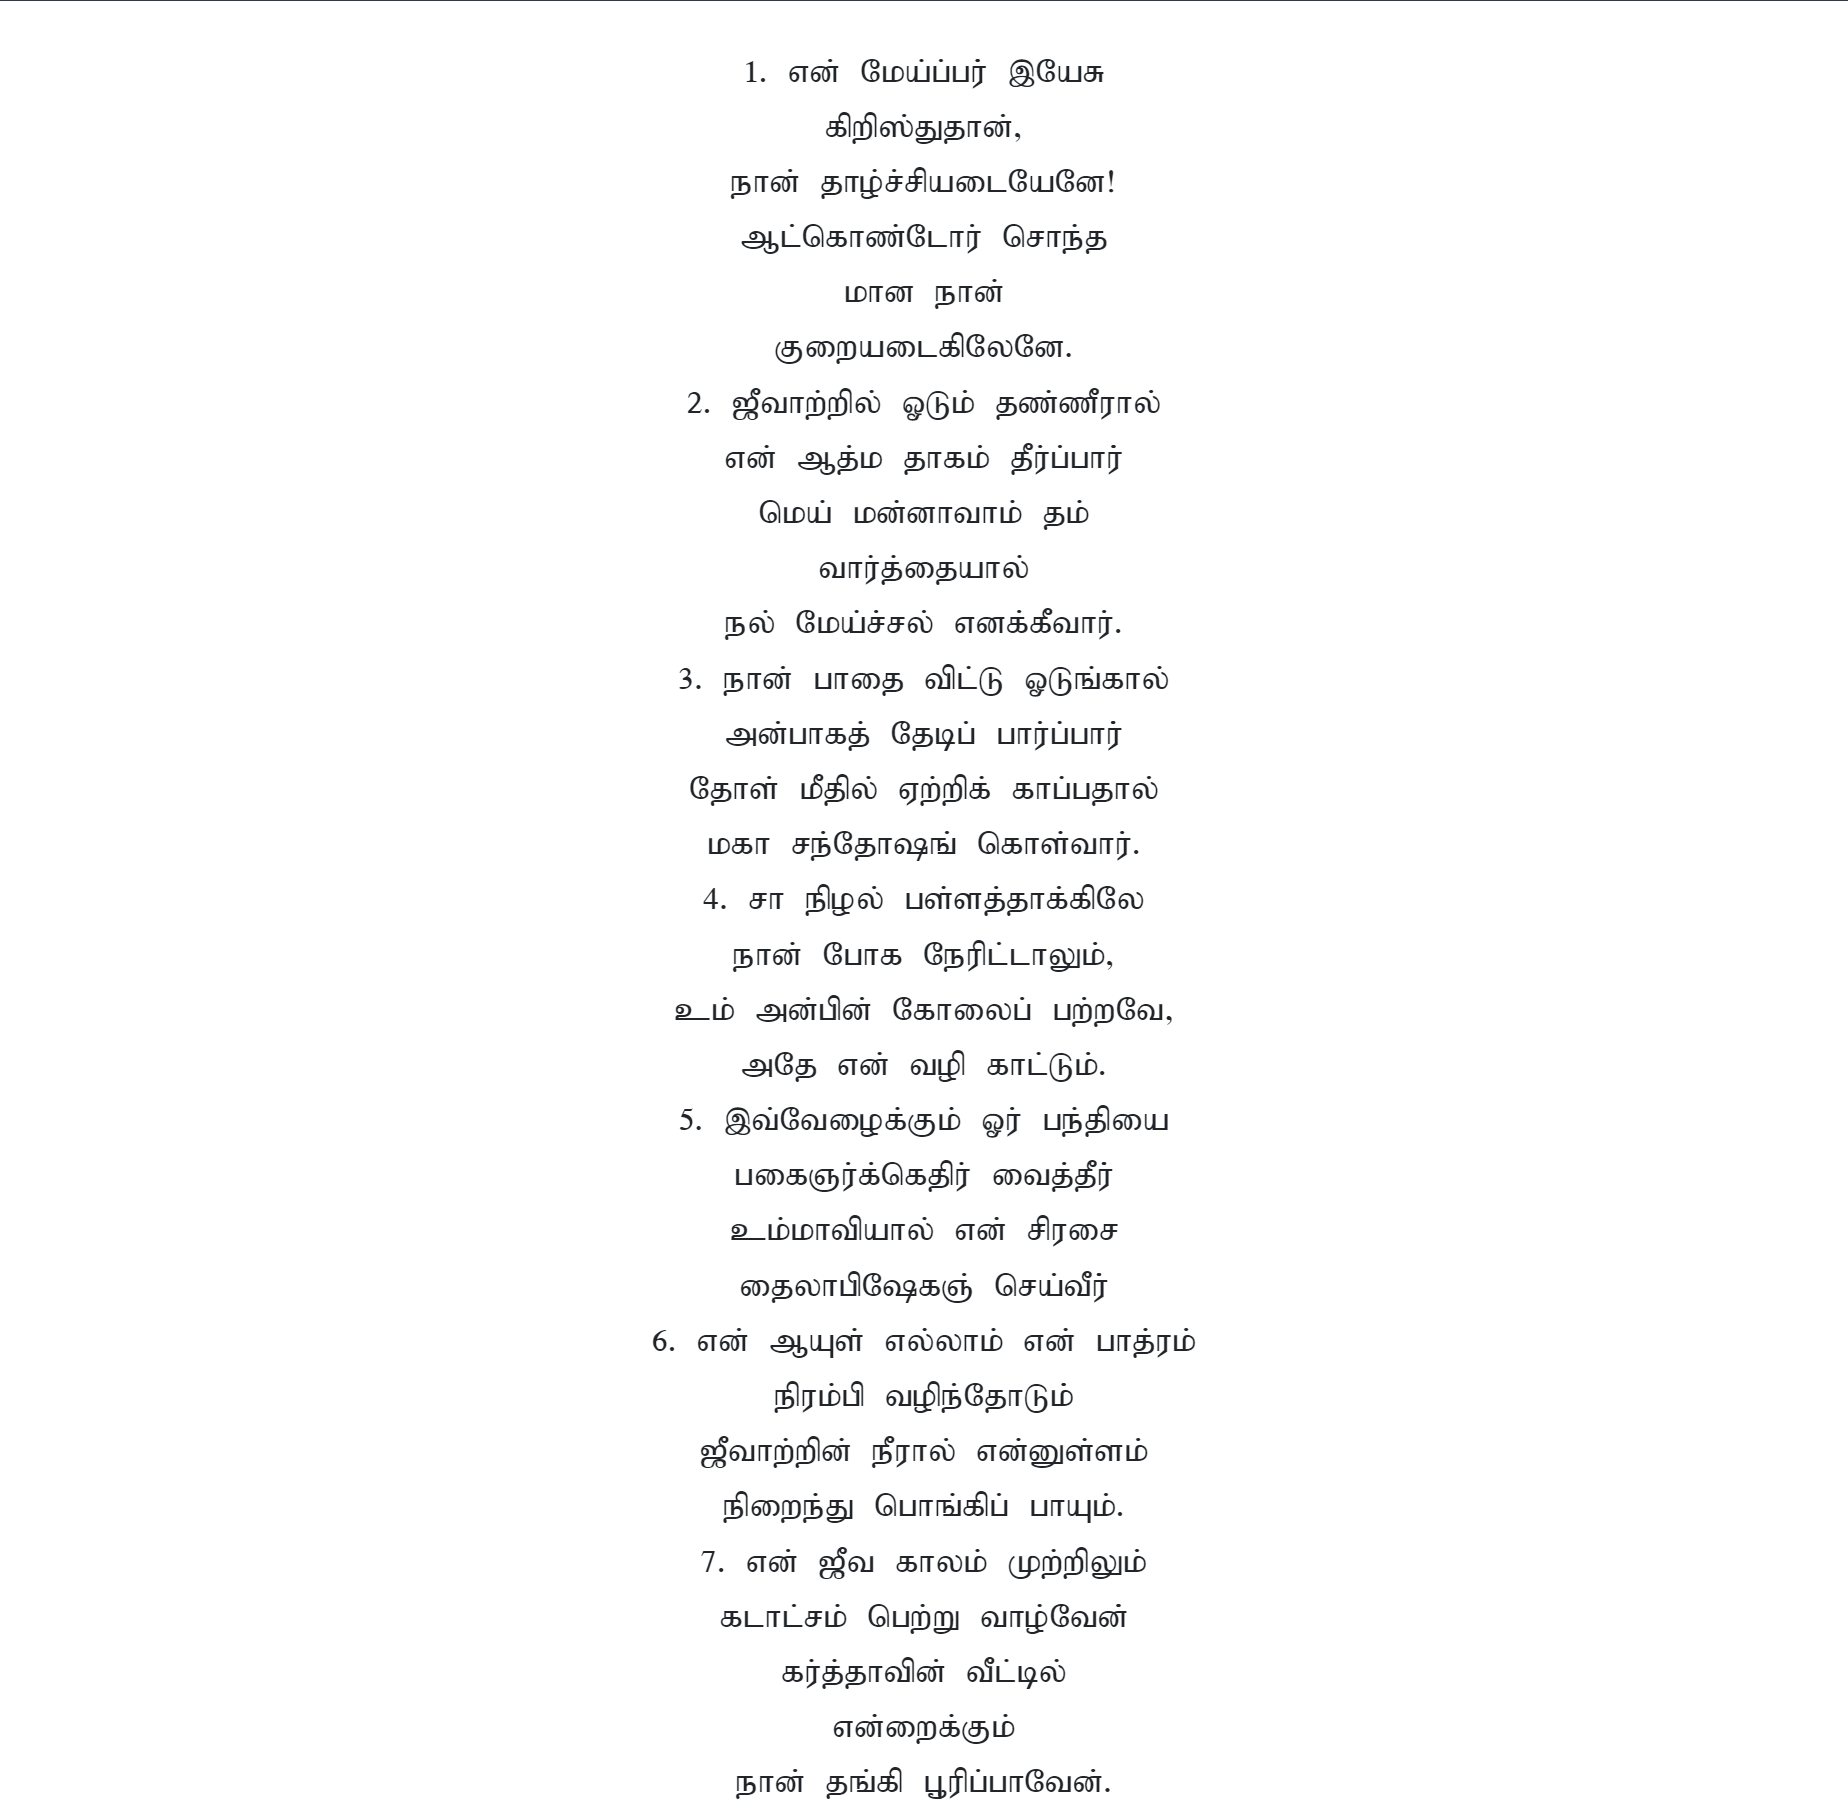 1. என் மேய்ப்பர் இயேசு
கிறிஸ்துதான்,
நான் தாழ்ச்சியடையேனே!
ஆட்கொண்டோர் சொந்த
மான நான்
குறையடைகிலேனே.
2. ஜீவாற்றில் ஓடும் தண்ணீரால்
என் ஆத்ம தாகம் தீர்ப்பார்
மெய் மன்னாவாம் தம்
வார்த்தையால்
நல் மேய்ச்சல் எனக்கீவார்.
3. நான் பாதை விட்டு ஓடுங்கால்
அன்பாகத் தேடிப் பார்ப்பார்
தோள் மீதில் ஏற்றிக் காப்பதால்
மகா சந்தோஷங் கொள்வார்.
4. சா நிழல் பள்ளத்தாக்கிலே
நான் போக நேரிட்டாலும்,
உம் அன்பின் கோலைப் பற்றவே,
அதே என் வழி காட்டும்.
5. இவ்வேழைக்கும் ஓர் பந்தியை
பகைஞர்க்கெதிர் வைத்தீர்
உம்மாவியால் என் சிரசை
தைலாபிஷேகஞ் செய்வீர்
6. என் ஆயுள் எல்லாம் என் பாத்ரம்
நிரம்பி வழிந்தோடும்
ஜீவாற்றின் நீரால் என்னுள்ளம்
நிறைந்து பொங்கிப் பாயும்.
7. என் ஜீவ காலம் முற்றிலும்
கடாட்சம் பெற்று வாழ்வேன்
கர்த்தாவின் வீட்டில்
என்றைக்கும்
நான் தங்கி பூரிப்பாவேன்.